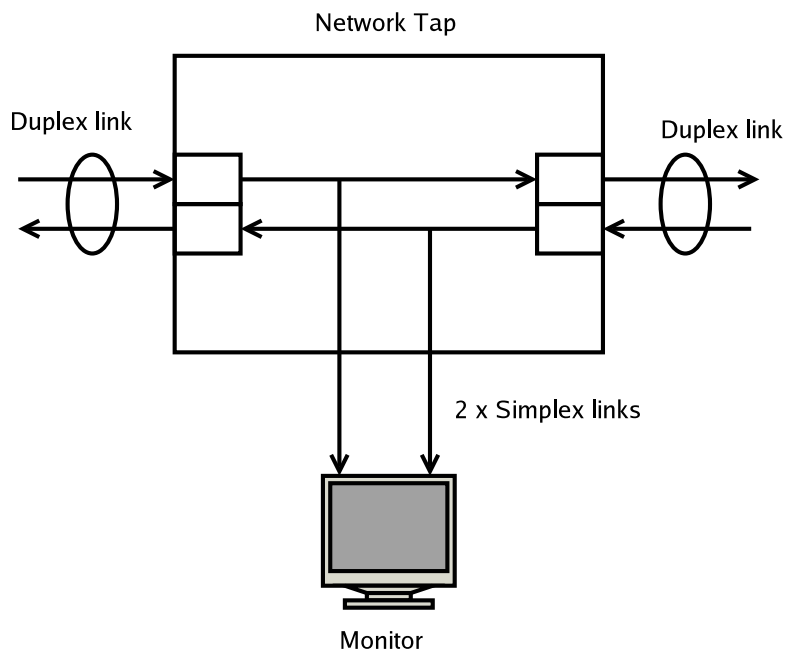 Network Tap
Duplex link
Duplex link
2 x Simplex links
Monitor